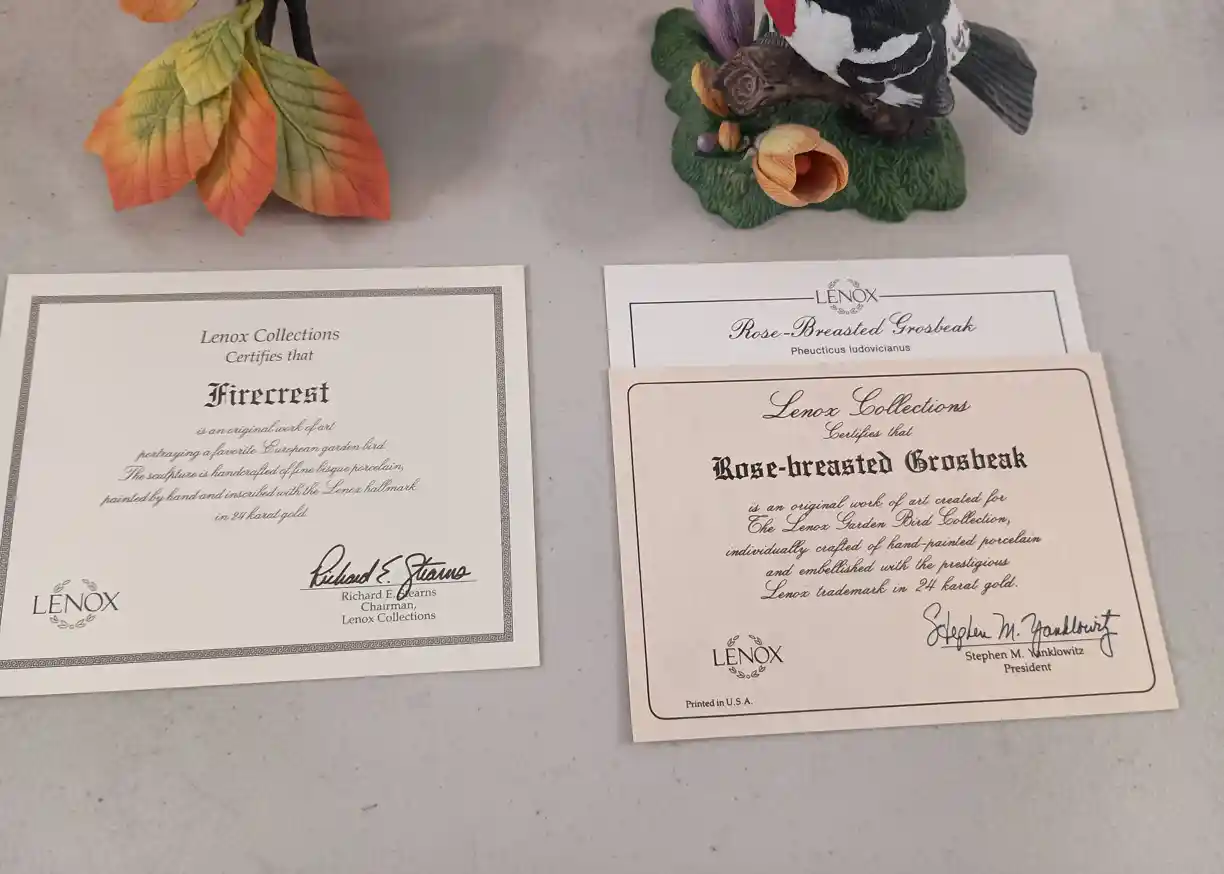 Lenox Collections
Certifies that
Firecrest
is an original work of art
portraying a favorite European garden bird.
The sculpture is handcrafted of fine bisque porcelain,
painted by hand and inscribed with the Lenox hallmark
in 24 karat gold.
Richard E. Stearns
Richard E. Stearns
Chairman,
Lenox Collections
LENOX
LENOX
Rose-Breasted Grosbeak
Pheucticus ludovicianus
Lenox Collections
Certifies that
Rose-breasted Grosbeak
is an original work of art created for
The Lenox Garden Bird Collection,
individually crafted of hand-painted porcelain
and embellished with the prestigious
Lenox trademark in 24 karat gold.
Stephen M. Yanklowitz
Stephen M. Yanklowitz
President
LENOX
Printed in U.S.A.